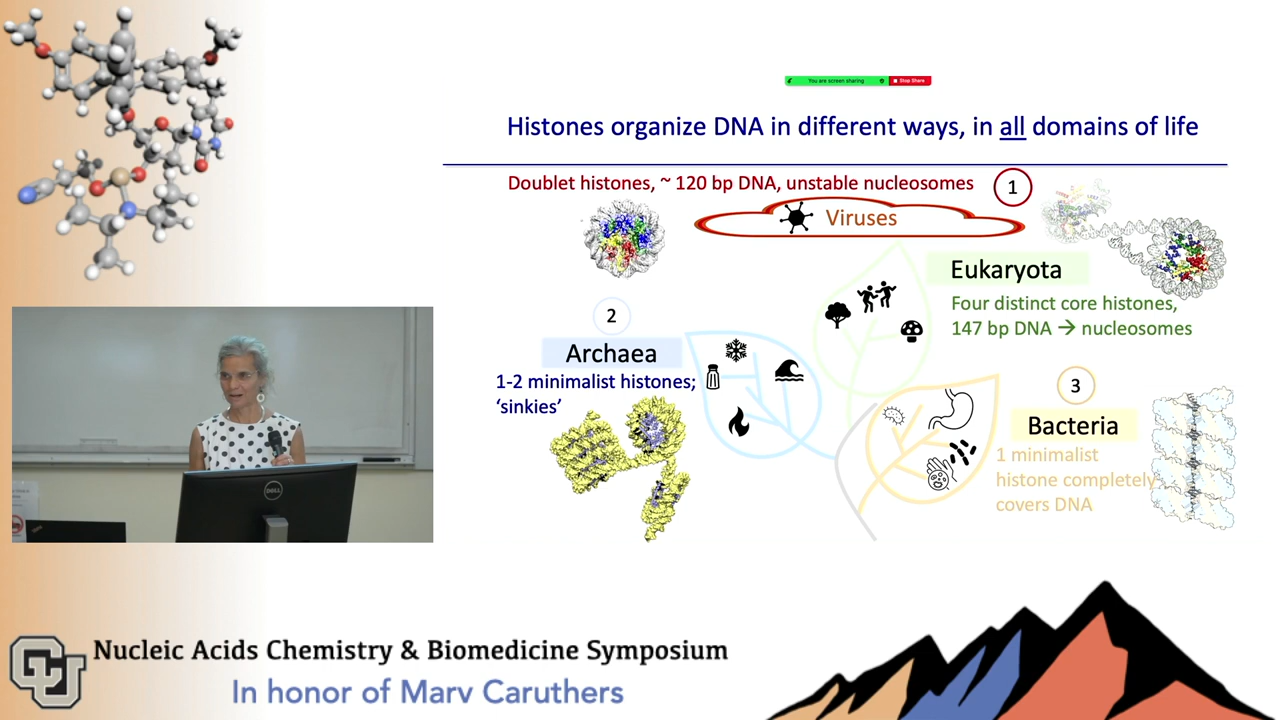 You are screen sharing
Stop Share
Histones organize DNA in different ways, in all domains of life
Doublet histones, ~ 120 bp DNA, unstable nucleosomes
1
Viruses
Eukaryota
Four distinct core histones,
147 bp DNA → nucleosomes
2
Archaea
1-2 minimalist histones;
‘sinkies’
3
Bacteria
1 minimalist
histone completely
covers DNA
DELL
CU
Nucleic Acids Chemistry & Biomedicine Symposium
In honor of Marv Caruthers